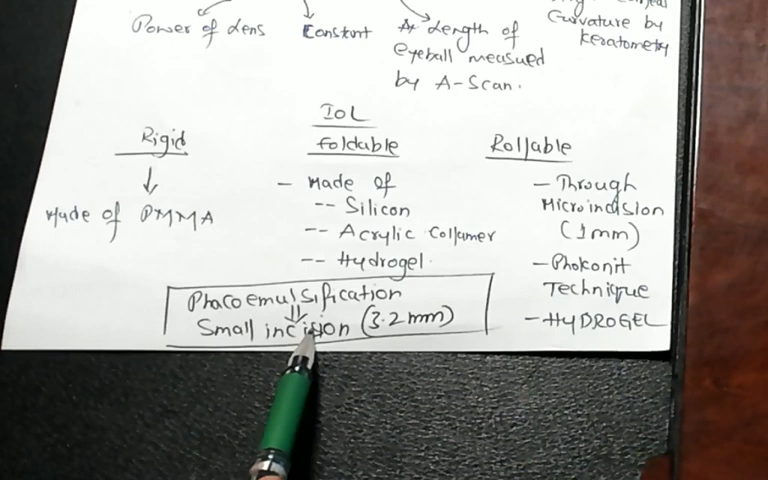 Curvature by
Keratometry
Power of Lens
Constant
Length of
eyeball measued
by A-Scan.
IOL
Rigid
Made of PMMA
Foldable
- Made of
-- Silicon
-- Acrylic Collamer
-- Hydrogel
Phacoemulsification
Small incision (3.2mm)
Rollable
- Through
Microincision
(1mm)
- Phokonit
Technique
- HYDROGEL